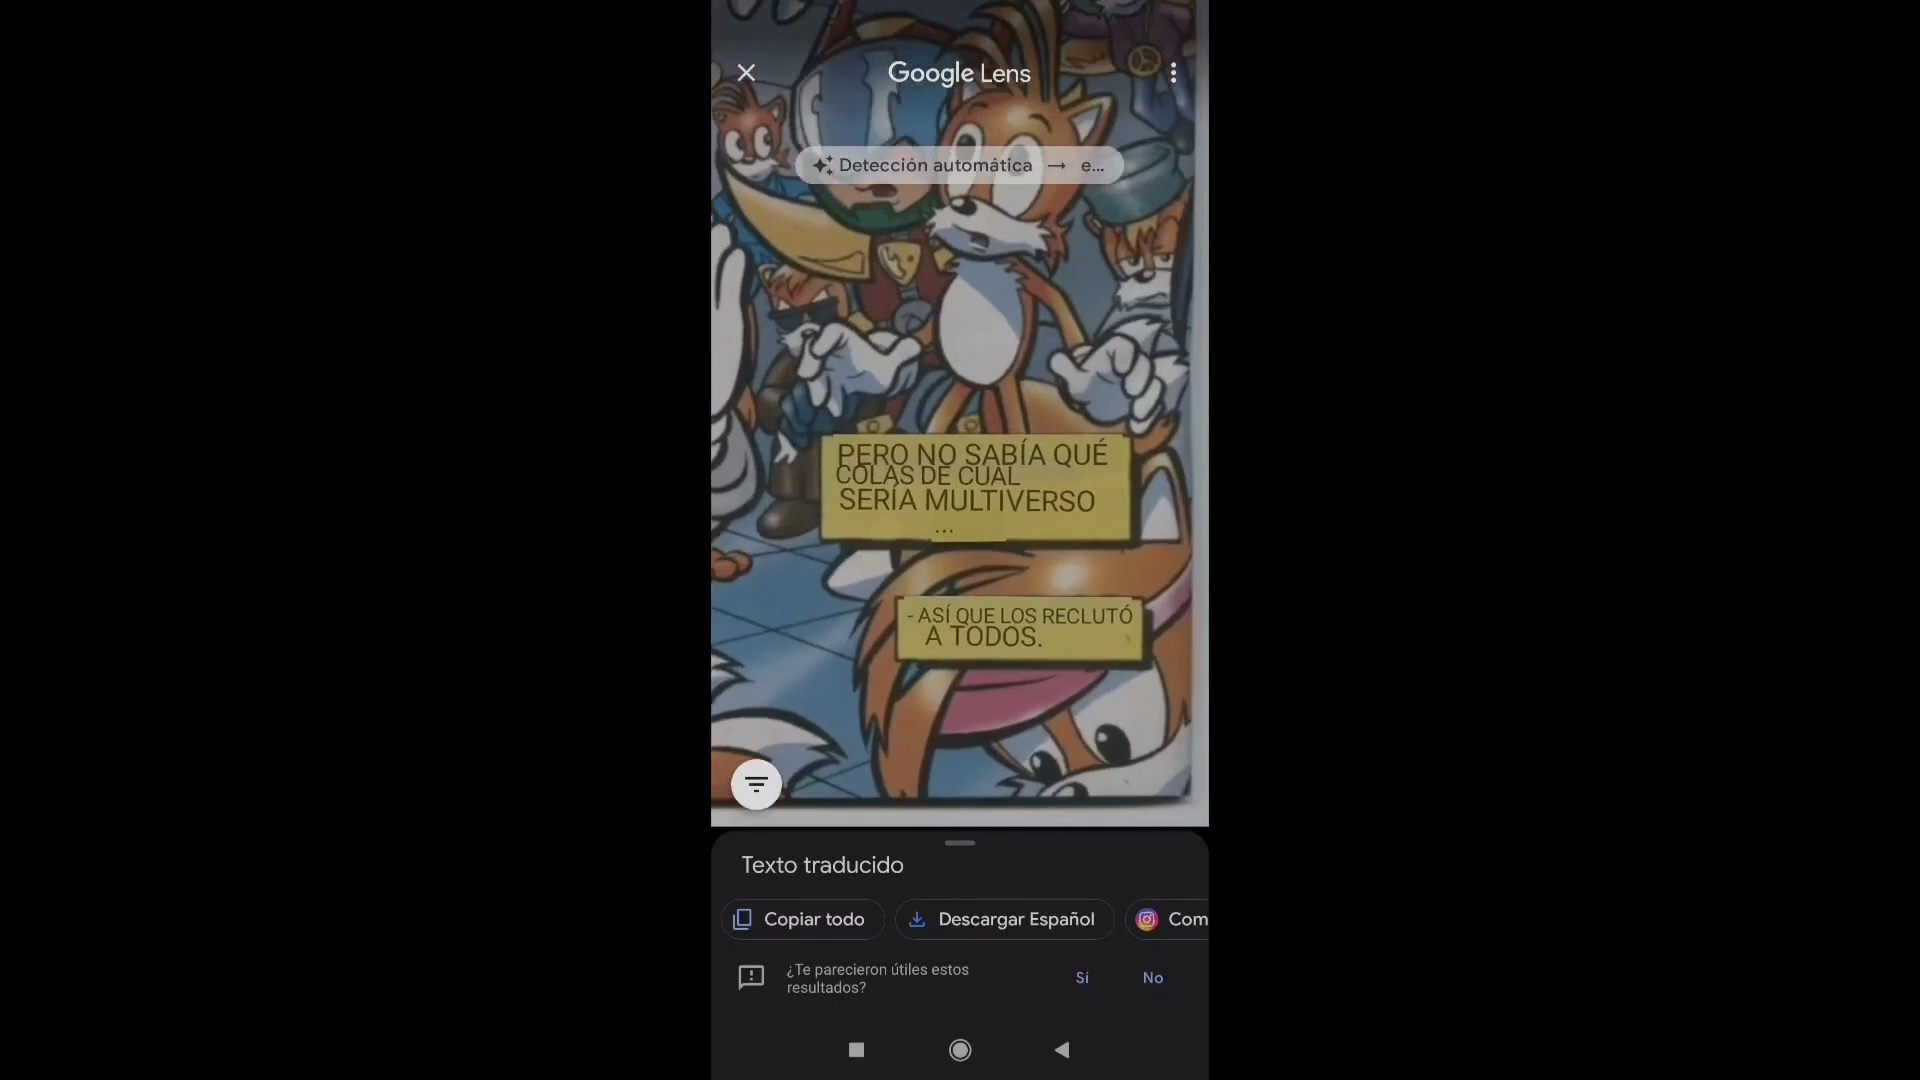 Google Lens
Detección automática → e...
PERO NO SABÍA QUÉ
COLAS DE CUÁL
SERÍA MULTIVERSO
...
- ASÍ QUE LOS RECLUTÓ
A TODOS.
Texto traducido
Copiar todo
Descargar Español
Com
¿Te parecieron útiles estos
resultados?
Sí
No